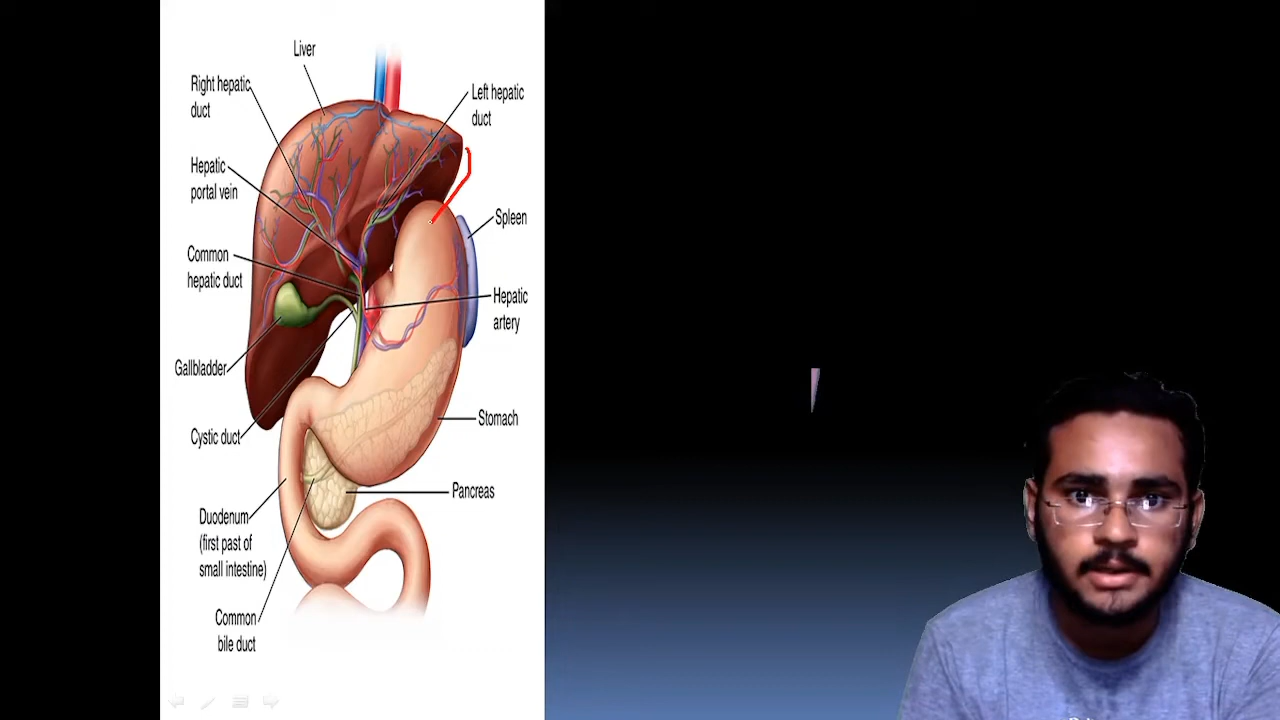 Liver
Right hepatic
duct
Left hepatic
duct
Hepatic
portal vein
Spleen
Common
hepatic duct
Hepatic
artery
Gallbladder
Stomach
Cystic duct
Pancreas
Duodenum
(first past of
small intestine)
Common
bile duct